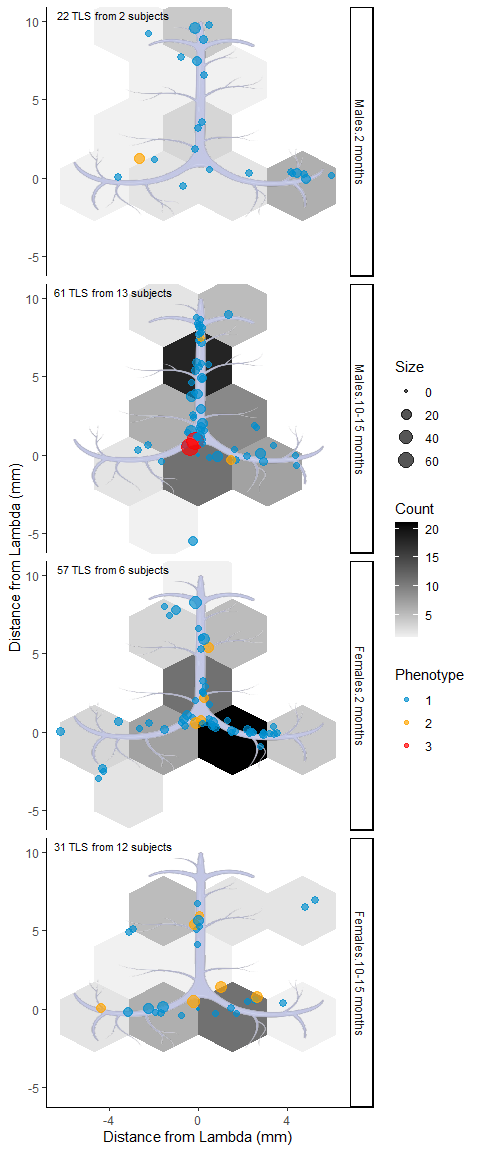 22 TLS from 2 subjects
10
5
0
-5
Males.2 months
61 TLS from 13 subjects
10
5
0
-5
Males.10-15 months
57 TLS from 6 subjects
10
5
0
-5
Females.2 months
31 TLS from 12 subjects
10
5
0
-5
Females.10-15 months
-4
0
4
Distance from Lambda (mm)
Distance from Lambda (mm)
Size
0
20
40
60
Count
20
15
10
5
Phenotype
1
2
3